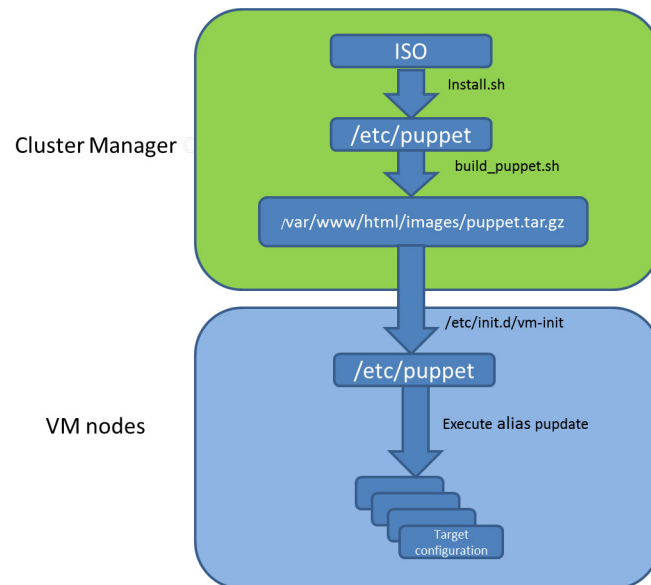 ISO
Install.sh
Cluster Manager
/etc/puppet
build_puppet.sh
/var/www/html/images/puppet.tar.gz
/etc/init.d/vm-init
/etc/puppet
VM nodes
Execute alias pupdate
Target
configuration